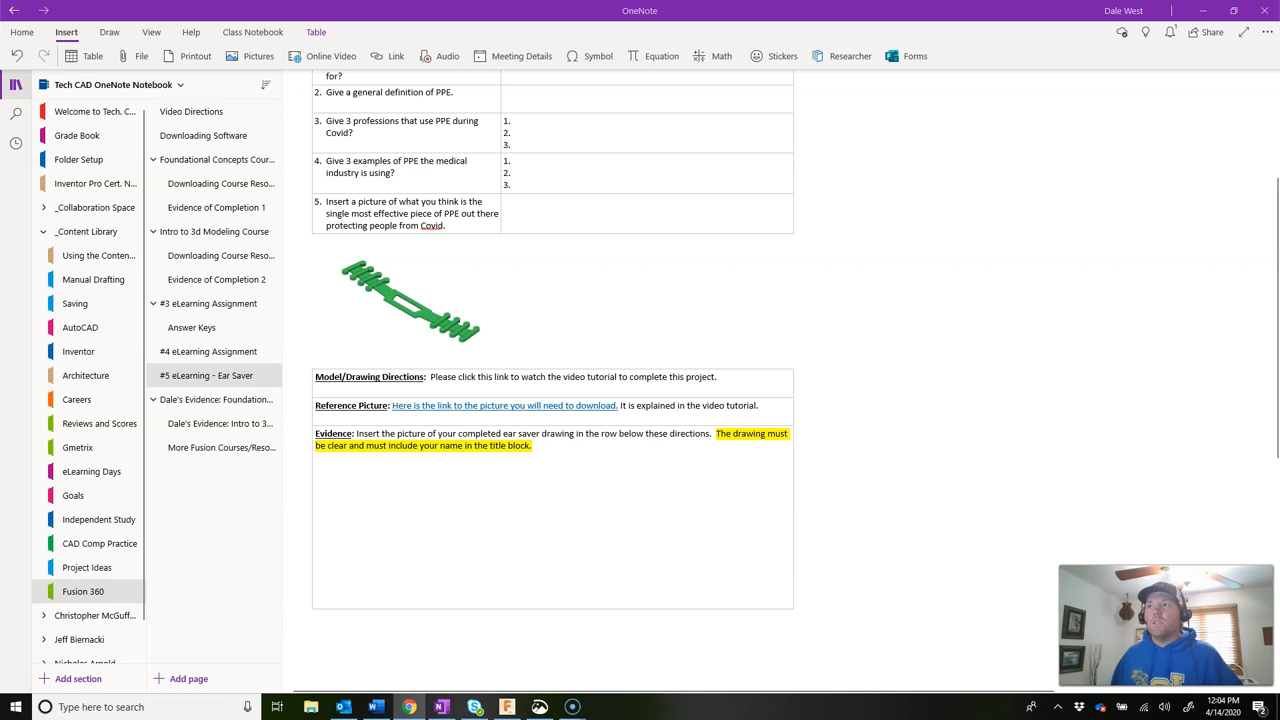 OneNote
Dale West
Home
Insert
Draw
View
Help
Class Notebook
Table
Share
Table
File
Printout
Pictures
Online Video
Link
Audio
Meeting Details
Symbol
Equation
Math
Stickers
Researcher
Forms
Tech CAD OneNote Notebook
Welcome to Tech. C...
Grade Book
Folder Setup
Inventor Pro Cert. N...
_Collaboration Space
_Content Library
Using the Conten...
Manual Drafting
Saving
AutoCAD
Inventor
Architecture
Careers
Reviews and Scores
Gmetrix
eLearning Days
Goals
Independent Study
CAD Comp Practice
Project Ideas
Fusion 360
Christopher McGuff...
Jeff Biernacki
Nicholas Arnold
Add section
Video Directions
Downloading Software
Foundational Concepts Cour...
Downloading Course Reso...
Evidence of Completion 1
Intro to 3d Modeling Course
Downloading Course Reso...
Evidence of Completion 2
#3 eLearning Assignment
Answer Keys
#4 eLearning Assignment
#5 eLearning - Ear Saver
Dale's Evidence: Foundation...
Dale's Evidence: Intro to 3...
More Fusion Courses/Reso...
Add page
for?
2. Give a general definition of PPE.
3. Give 3 professions that use PPE during
Covid?
1.
2.
3.
4. Give 3 examples of PPE the medical
industry is using?
1.
2.
3.
5. Insert a picture of what you think is the
single most effective piece of PPE out there
protecting people from Covid.
Model/Drawing Directions: Please click this link to watch the video tutorial to complete this project.
Reference Picture: Here is the link to the picture you will need to download. It is explained in the video tutorial.
Evidence: Insert the picture of your completed ear saver drawing in the row below these directions. The drawing must
be clear and must include your name in the title block.
Type here to search
12:04 PM
4/14/2020